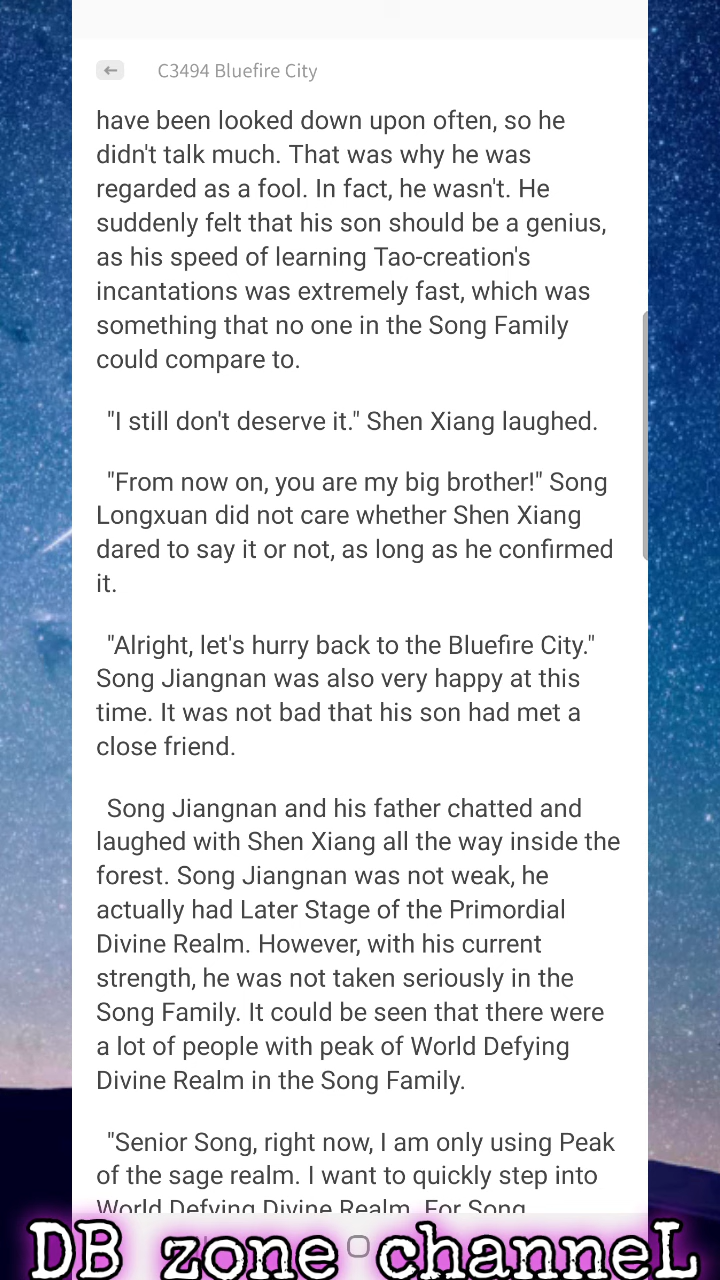 C3494 Bluefire City
have been looked down upon often, so he
didn't talk much. That was why he was
regarded as a fool. In fact, he wasn't. He
suddenly felt that his son should be a genius,
as his speed of learning Tao-creation's
incantations was extremely fast, which was
something that no one in the Song Family
could compare to.
"I still don't deserve it." Shen Xiang laughed.
"From now on, you are my big brother!" Song
Longxuan did not care whether Shen Xiang
dared to say it or not, as long as he confirmed
it.
"Alright, let's hurry back to the Bluefire City."
Song Jiangnan was also very happy at this
time. It was not bad that his son had met a
close friend.
Song Jiangnan and his father chatted and
laughed with Shen Xiang all the way inside the
forest. Song Jiangnan was not weak, he
actually had Later Stage of the Primordial
Divine Realm. However, with his current
strength, he was not taken seriously in the
Song Family. It could be seen that there were
a lot of people with peak of World Defying
Divine Realm in the Song Family.
"Senior Song, right now, I am only using Peak
of the sage realm. I want to quickly step into
World Defying Divine Realm. For Song
DB zone channeL